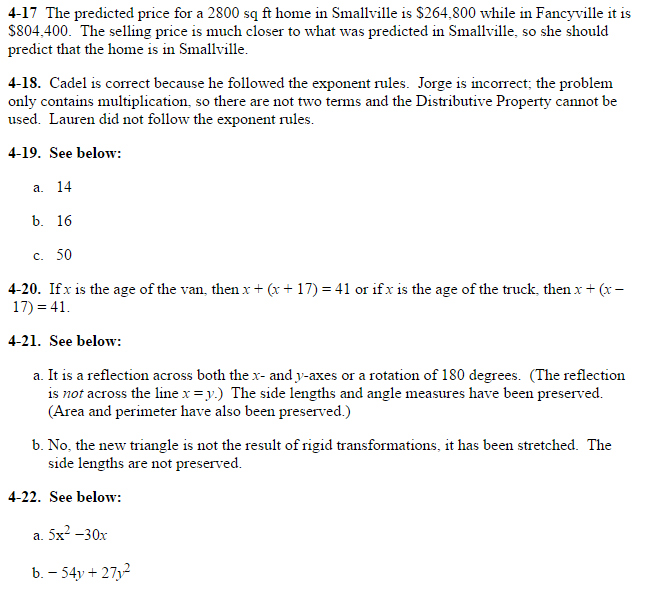 4-17 The predicted price for a 2800 sq ft home in Smallville is $264,800 while in Fancyville it is
$804,400. The selling price is much closer to what was predicted in Smallville, so she should
predict that the home is in Smallville.
4-18. Cadel is correct because he followed the exponent rules. Jorge is incorrect; the problem
only contains multiplication, so there are not two terms and the Distributive Property cannot be
used. Lauren did not follow the exponent rules.
4-19. See below:
a. 14
b. 16
c. 50
4-20. If x is the age of the van, then x + (x + 17) = 41 or if x is the age of the truck, then x + (x –
17) = 41.
4-21. See below:
a. It is a reflection across both the x- and y-axes or a rotation of 180 degrees. (The reflection
is not across the line x = y.) The side lengths and angle measures have been preserved.
(Area and perimeter have also been preserved.)
b. No, the new triangle is not the result of rigid transformations, it has been stretched. The
side lengths are not preserved.
4-22. See below:
a. 5x² –30x
b. – 54y + 27y²